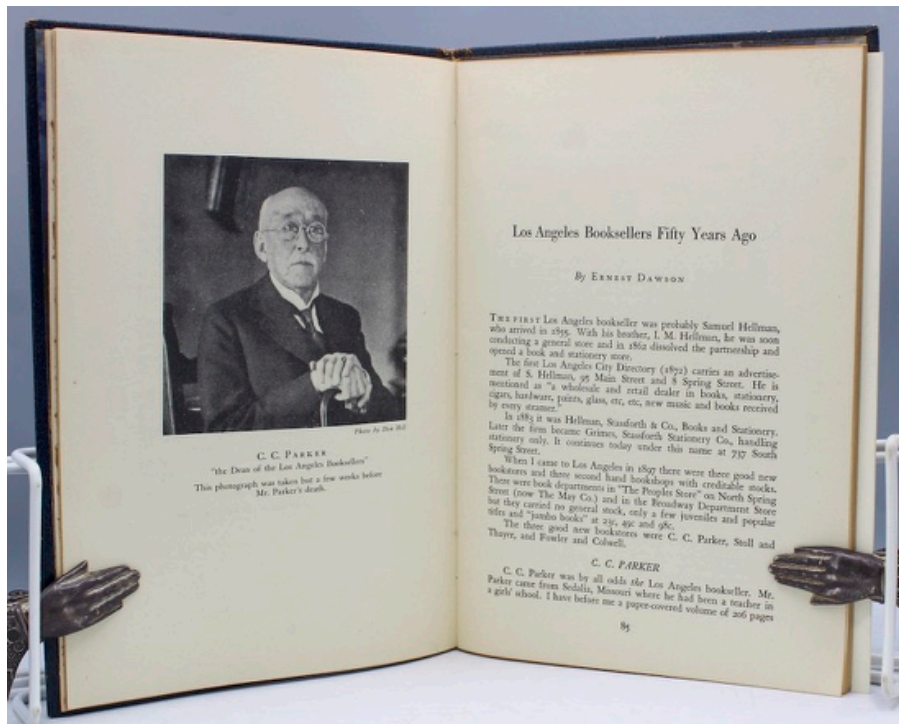 Photo by Don Hill
C. C. PARKER
"the Dean of the Los Angeles Booksellers"
This photograph was taken but a few weeks before
Mr. Parker's death.
Los Angeles Booksellers Fifty Years Ago
By ERNEST DAWSON
THE FIRST Los Angeles bookseller was probably Samuel Hellman,
who arrived in 1855. With his brother, I. M. Hellman, he was soon
conducting a general store and in 1862 dissolved the partnership and
opened a book and stationery store.
The first Los Angeles City Directory (1872) carries an advertise-
ment of S. Hellman, 95 Main Street and 8 Spring Street. He is
mentioned as "a wholesale and retail dealer in books, stationery,
cigars, hardware, paints, glass, etc, etc, new music and books received
by every steamer."
In 1883 it was Hellman, Stassforth & Co., Books and Stationery.
Later the firm became Grimes, Stassforth Stationery Co., handling
stationery only. It continues today under this name at 737 South
Spring Street.
When I came to Los Angeles in 1897 there were three good new
bookstores and three second hand bookshops with creditable stocks.
There were book departments in "The Peoples Store" on North Spring
Street (now The May Co.) and in the Broadway Department Store
but they carried no general stock, only a few juveniles and popular
titles and "jumbo books" at 23c, 49c and 98c.
The three good new bookstores were C. C. Parker, Stoll and
Thayer, and Fowler and Colwell.
C. C. PARKER
C. C. Parker was by all odds the Los Angeles bookseller. Mr.
Parker came from Sedalia, Missouri where he had been a teacher in
a girls' school. I have before me a paper-covered volume of 206 pages
85